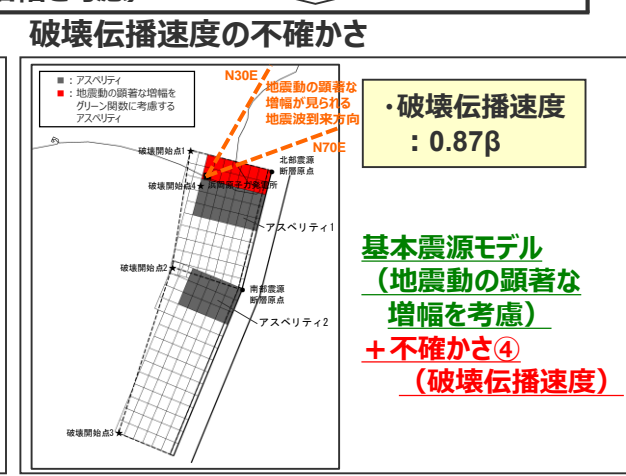 破壊伝播速度の不確かさ
■：アスペリティ
■：地震動の顕著な増幅を
グリーン関数に考慮する
アスペリティ
N30E
地震動の顕著な
増幅が見られる
地震波到来方向
N70E
破壊開始点1★
北部震源
断層原点
破壊開始点4★
アスペリティ1
破壊開始点2★
南部震源
断層原点
アスペリティ2
破壊開始点3★
・破壊伝播速度
：0.87β
基本震源モデル
（地震動の顕著な
増幅を考慮）
＋不確かさ④
（破壊伝播速度）